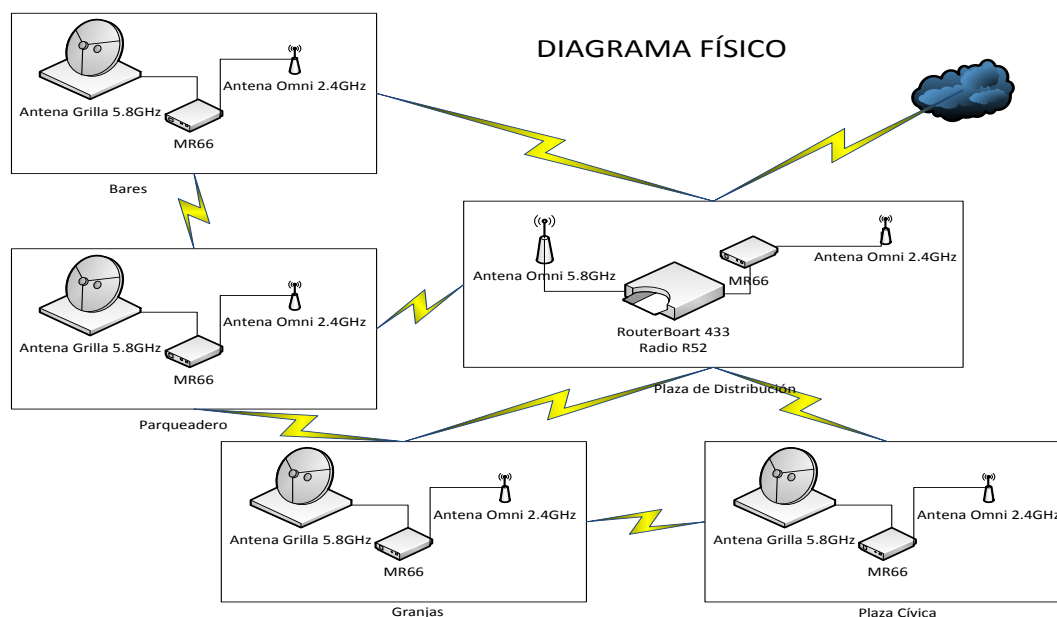 DIAGRAMA FÍSICO
Antena Omni 2.4GHz
Antena Grilla 5.8GHz
MR66
Bares
Antena Omni 5.8GHz
MR66
Antena Omni 2.4GHz
RouterBoart 433
Radio R52
Plaza de Distribución
Antena Omni 2.4GHz
Antena Grilla 5.8GHz
MR66
Parqueadero
Antena Omni 2.4GHz
Antena Grilla 5.8GHz
MR66
Granjas
Antena Omni 2.4GHz
Antena Grilla 5.8GHz
MR66
Plaza Cívica